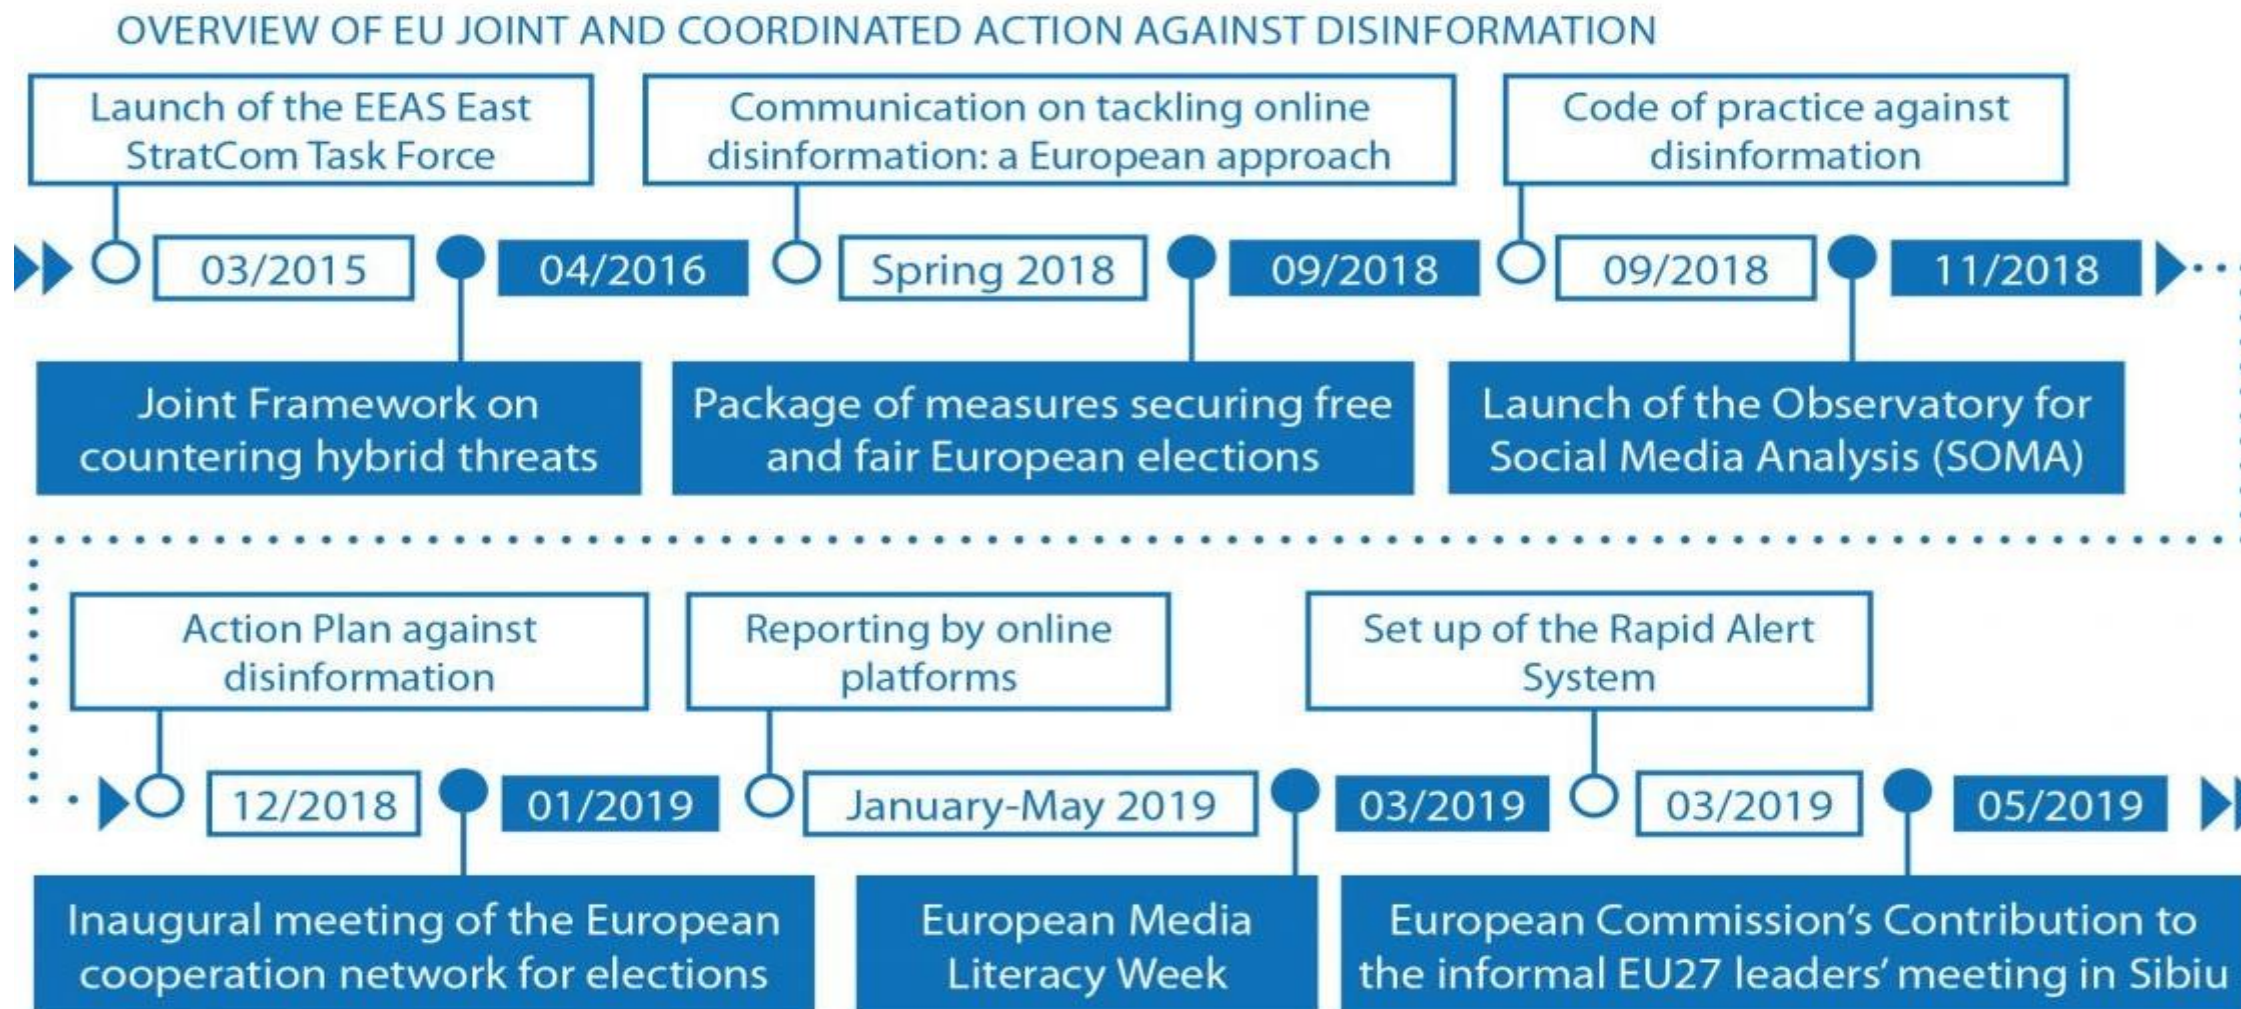 OVERVIEW OF EU JOINT AND COORDINATED ACTION AGAINST DISINFORMATION
Launch of the EEAS East
StratCom Task Force
Communication on tackling online
disinformation: a European approach
Code of practice against
disinformation
03/2015
04/2016
Spring 2018
09/2018
09/2018
11/2018
Joint Framework on
countering hybrid threats
Package of measures securing free
and fair European elections
Launch of the Observatory for
Social Media Analysis (SOMA)
Action Plan against
disinformation
Reporting by online
platforms
Set up of the Rapid Alert
System
12/2018
01/2019
January-May 2019
03/2019
03/2019
05/2019
Inaugural meeting of the European
cooperation network for elections
European Media
Literacy Week
European Commission’s Contribution to
the informal EU27 leaders’ meeting in Sibiu